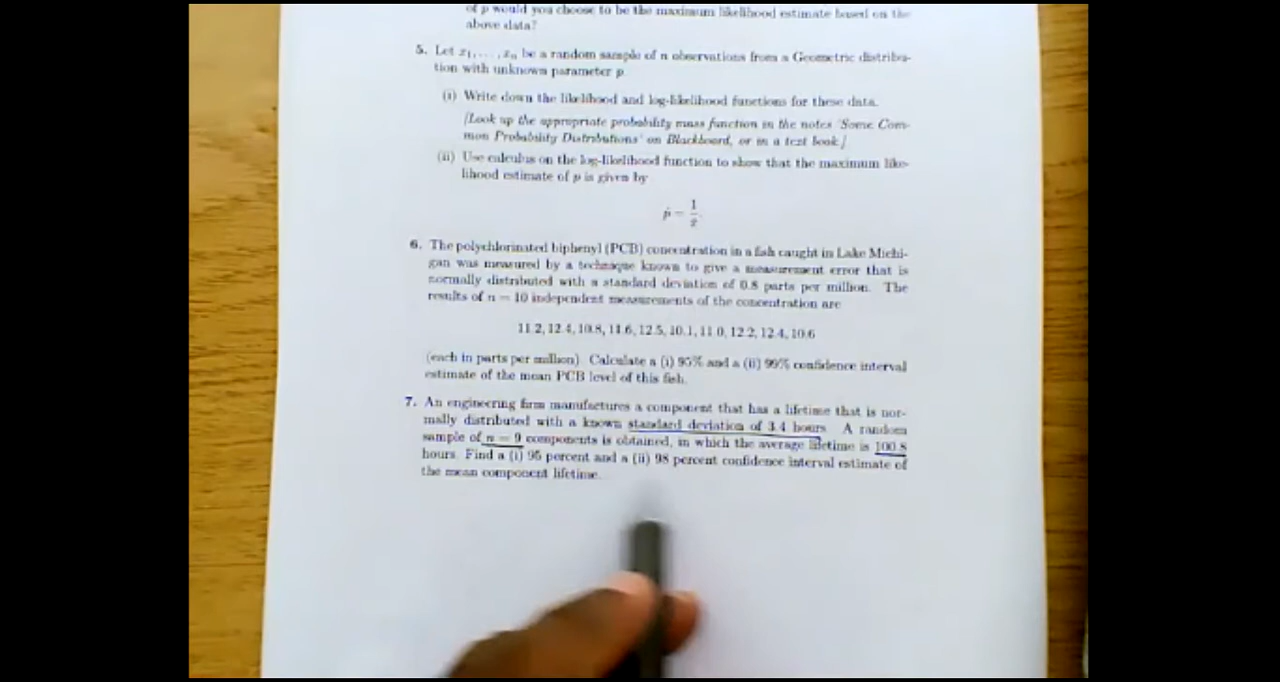 of p would you choose to be the maximum likelihood estimate based on the
above data?
5. Let x₁, . . . , xₙ be a random sample of n observations from a Geometric distribu-
tion with unknown parameter p.
(i) Write down the likelihood and log-likelihood functions for these data.
[Look up the appropriate probability mass function in the notes 'Some Com-
mon Probability Distributions' on Blackboard, or in a text book.]
(ii) Use calculus on the log-likelihood function to show that the maximum like-
lihood estimate of p is given by
p̂ = 1/x̄.
6. The polychlorinated biphenyl (PCB) concentration in a fish caught in Lake Michi-
gan was measured by a technique known to give a measurement error that is
normally distributed with a standard deviation of 0.8 parts per million. The
results of n = 10 independent measurements of the concentration are
11.2, 12.4, 10.8, 11.6, 12.5, 10.1, 11.0, 12.2, 12.4, 10.6
(each in parts per million). Calculate a (i) 95% and a (ii) 99% confidence interval
estimate of the mean PCB level of this fish.
7. An engineering firm manufactures a component that has a lifetime that is nor-
mally distributed with a known standard deviation of 3.4 hours. A random
sample of n = 9 components is obtained, in which the average lifetime is 100.8
hours. Find a (i) 95 percent and a (ii) 98 percent confidence interval estimate of
the mean component lifetime.